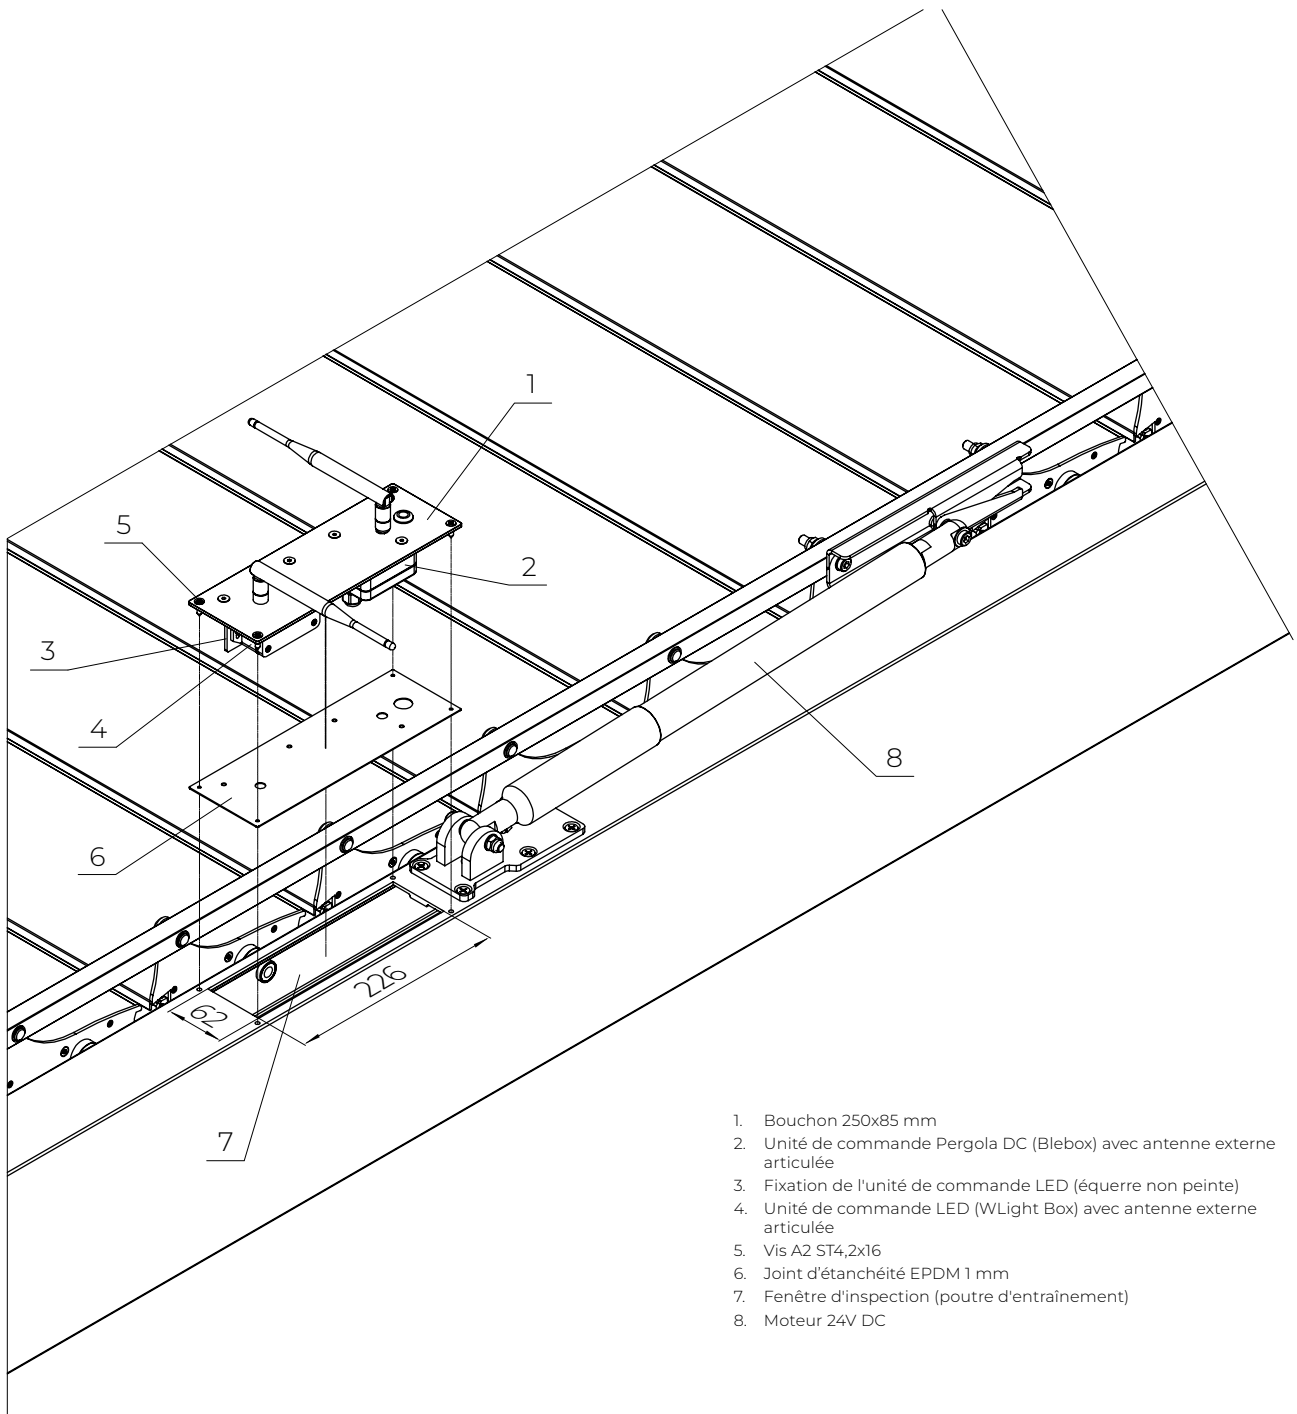 1
5
2
3
4
8
6
226
62
7
1. Bouchon 250x85 mm
2. Unité de commande Pergola DC (Blebox) avec antenne externe
articulée
3. Fixation de l'unité de commande LED (équerre non peinte)
4. Unité de commande LED (WLight Box) avec antenne externe
articulée
5. Vis A2 ST4,2x16
6. Joint d'étanchéité EPDM 1 mm
7. Fenêtre d'inspection (poutre d'entraînement)
8. Moteur 24V DC